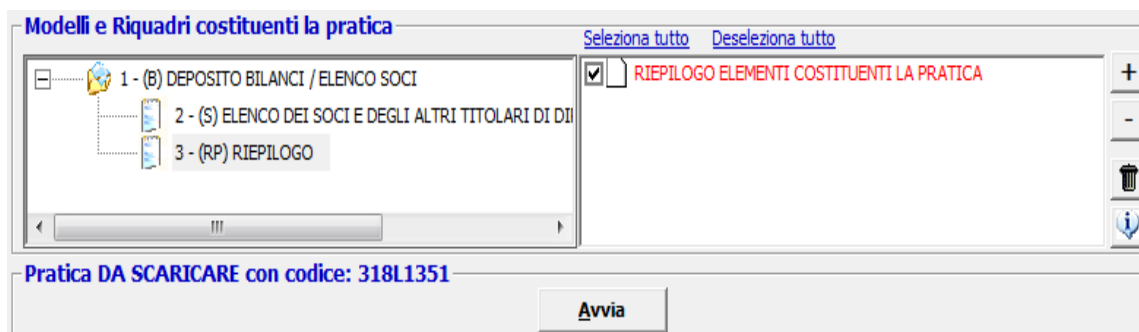 Modelli e Riquadri costituenti la pratica
Seleziona tutto Deseleziona tutto
1 - (B) DEPOSITO BILANCI / ELENCO SOCI
2 - (S) ELENCO DEI SOCI E DEGLI ALTRI TITOLARI DI
3 - (RP) RIEPILOGO
RIEPILOGO ELEMENTI COSTITUENTI LA PRATICA
+
-
Pratica DA SCARICARE con codice: 318L1351
Avvia